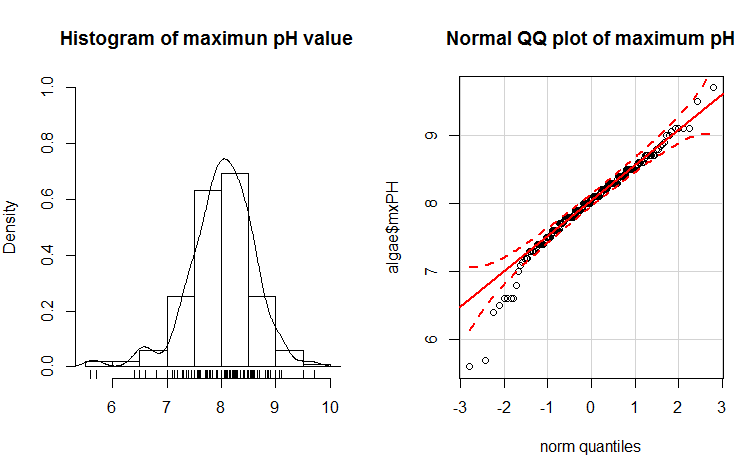 Histogram of maximun pH value
Density
0.0 0.2 0.4 0.6 0.8 1.0
6 7 8 9 10
Normal QQ plot of maximum pH
algae$mxPH
6 7 8 9
-3 -2 -1 0 1 2 3
norm quantiles